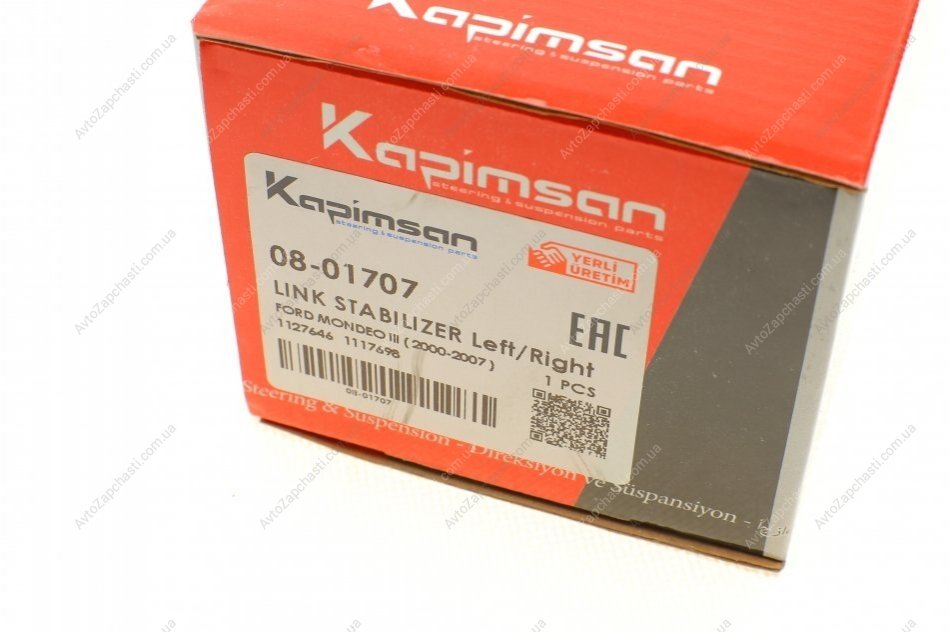 Kapimsan
steering & suspension parts
Kapimsan
steering & suspension parts
Kapimsan
steering & suspension parts
YERLİ
ÜRETİM
08-01707
LINK STABILIZER Left/Right
FORD MONDEO III ( 2000-2007 )
1127646 1117698
EAC
1 PCS
08-01707
Steering & Suspension - Direksiyon ve Süspansiyon -
AvtoZapchasti.com.ua